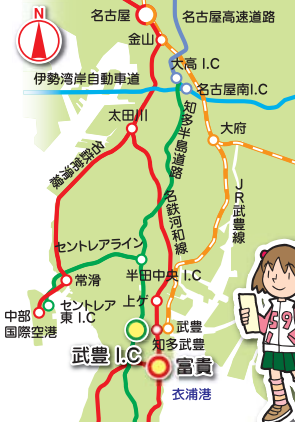 N
名古屋
名古屋高速道路
金山
大高 I.C
伊勢湾岸自動車道
名古屋南I.C
太田川
大府
知多半島道路
名鉄常滑線
名鉄河和線
JR武豊線
セントレアライン
半田中央 I.C
常滑
上ゲ
セントレア
東 I.C
中部
国際空港
武豊
知多武豊
武豊 I.C
富貴
衣浦港
59